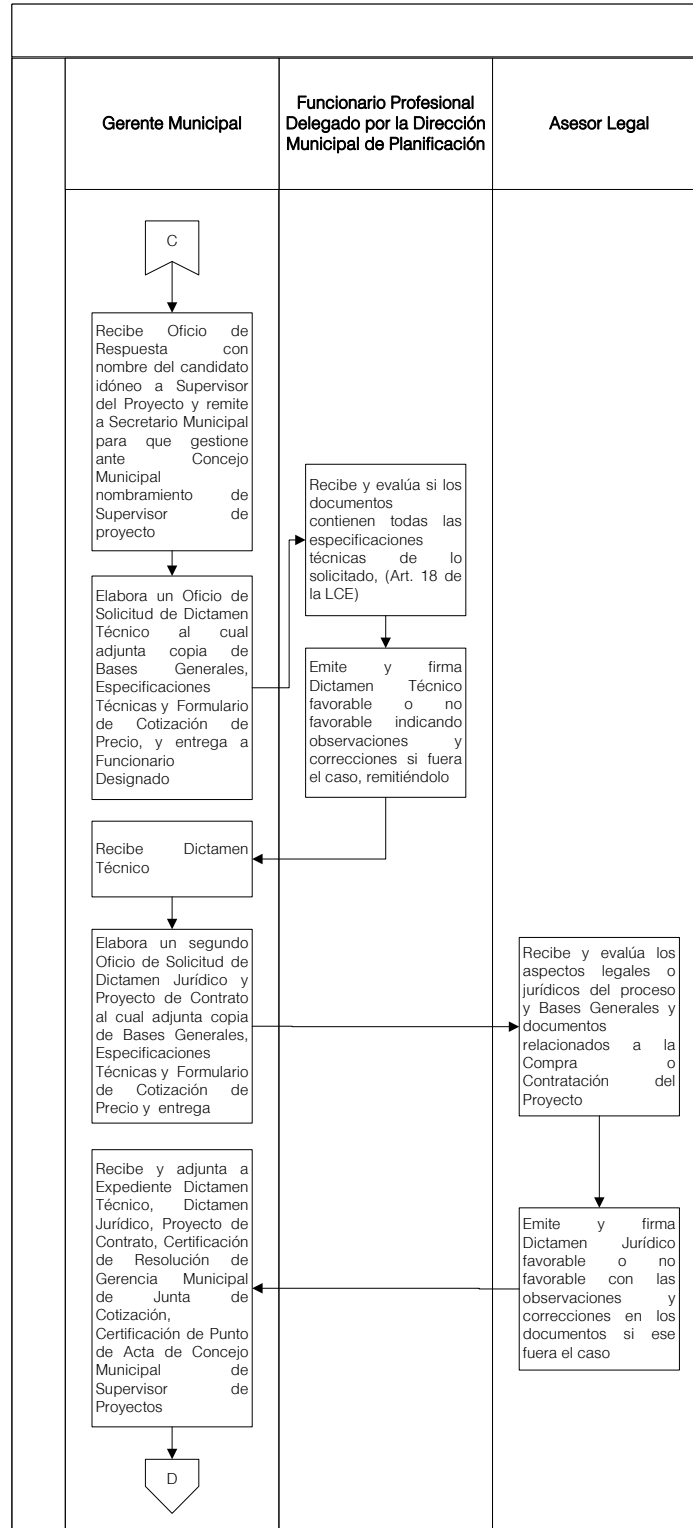 Gerente Municipal
Funcionario Profesional
Delegado por la Dirección
Municipal de Planificación
Asesor Legal
C
Recibe Oficio de
Respuesta con
nombre del candidato
idóneo a Supervisor
del Proyecto y remite
a Secretario Municipal
para que gestione
ante Concejo
Municipal
nombramiento de
Supervisor de
proyecto
Elabora un Oficio de
Solicitud de Dictamen
Técnico al cual
adjunta copia de
Bases Generales,
Especificaciones
Técnicas y Formulario
de Cotización de
Precio, y entrega a
Funcionario
Designado
Recibe y evalúa si los
documentos
contienen todas las
especificaciones
técnicas de lo
solicitado, (Art. 18 de
la LCE)
Emite y firma
Dictamen Técnico
favorable o no
favorable indicando
observaciones y
correcciones si fuera
el caso, remitiéndolo
Recibe Dictamen
Técnico
Elabora un segundo
Oficio de Solicitud de
Dictamen Jurídico y
Proyecto de Contrato
al cual adjunta copia
de Bases Generales,
Especificaciones
Técnicas y Formulario
de Cotización de
Precio y entrega
Recibe y evalúa los
aspectos legales o
jurídicos del proceso
y Bases Generales y
documentos
relacionados a la
Compra o
Contratación del
Proyecto
Emite y firma
Dictamen Jurídico
favorable o no
favorable con las
observaciones y
correcciones en los
documentos si ese
fuera el caso
Recibe y adjunta a
Expediente Dictamen
Técnico, Dictamen
Jurídico, Proyecto de
Contrato, Certificación
de Resolución de
Gerencia Municipal
de Junta de
Cotización,
Certificación de Punto
de Acta de Concejo
Municipal de
Supervisor de
Proyectos
D